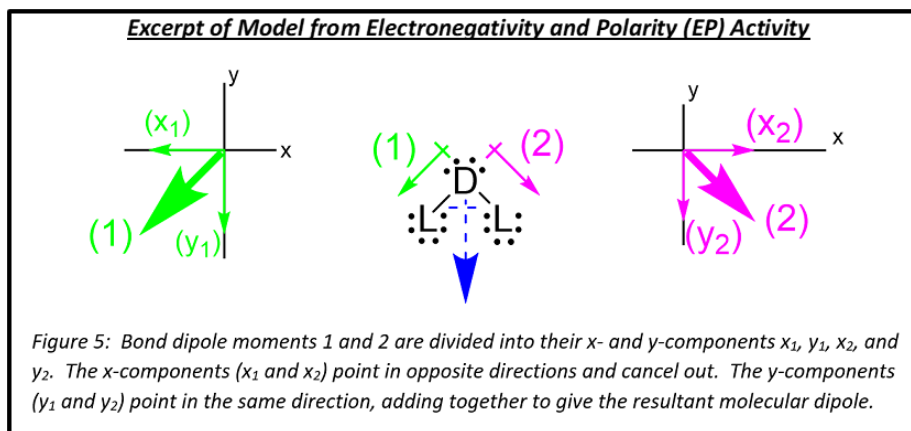 Excerpt of Model from Electronegativity and Polarity (EP) Activity
y
(x₁)
x
(1)
(y₁)
(1)
(2)
D
L
L
y
(x₂)
x
(y₂)
(2)
Figure 5: Bond dipole moments 1 and 2 are divided into their x- and y-components x₁, y₁, x₂, and
y₂. The x-components (x₁ and x₂) point in opposite directions and cancel out. The y-components
(y₁ and y₂) point in the same direction, adding together to give the resultant molecular dipole.